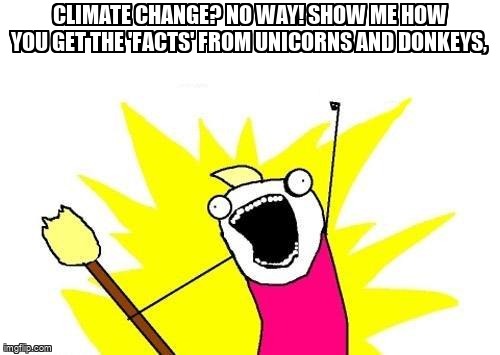 CLIMATE CHANGE? NO WAY! SHOW ME HOW
YOU GET THE 'FACTS' FROM UNICORNS AND DONKEYS,
imgflip.com